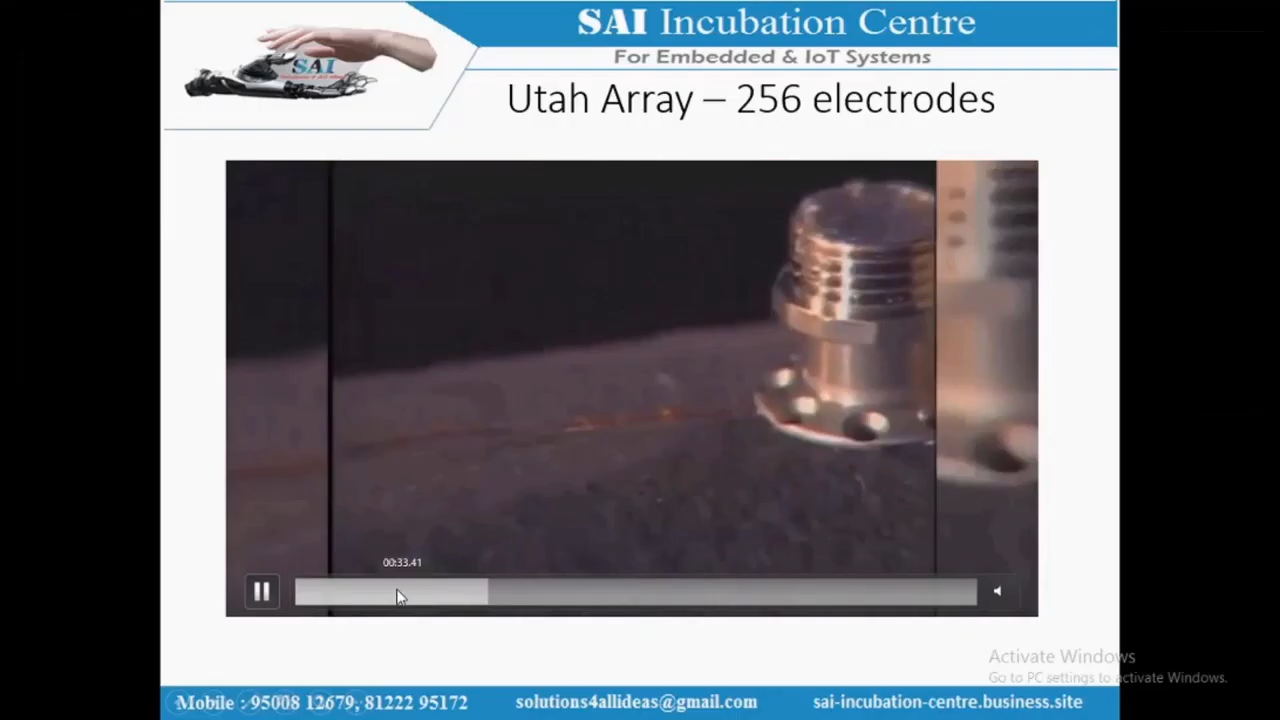 SAI Incubation Centre
For Embedded & IoT Systems
SAI
Utah Array – 256 electrodes
00:33.41
Activate Windows
Go to PC settings to activate Windows.
Mobile : 95008 12679, 81222 95172
solutions4allideas@gmail.com
sai-incubation-centre.business.site